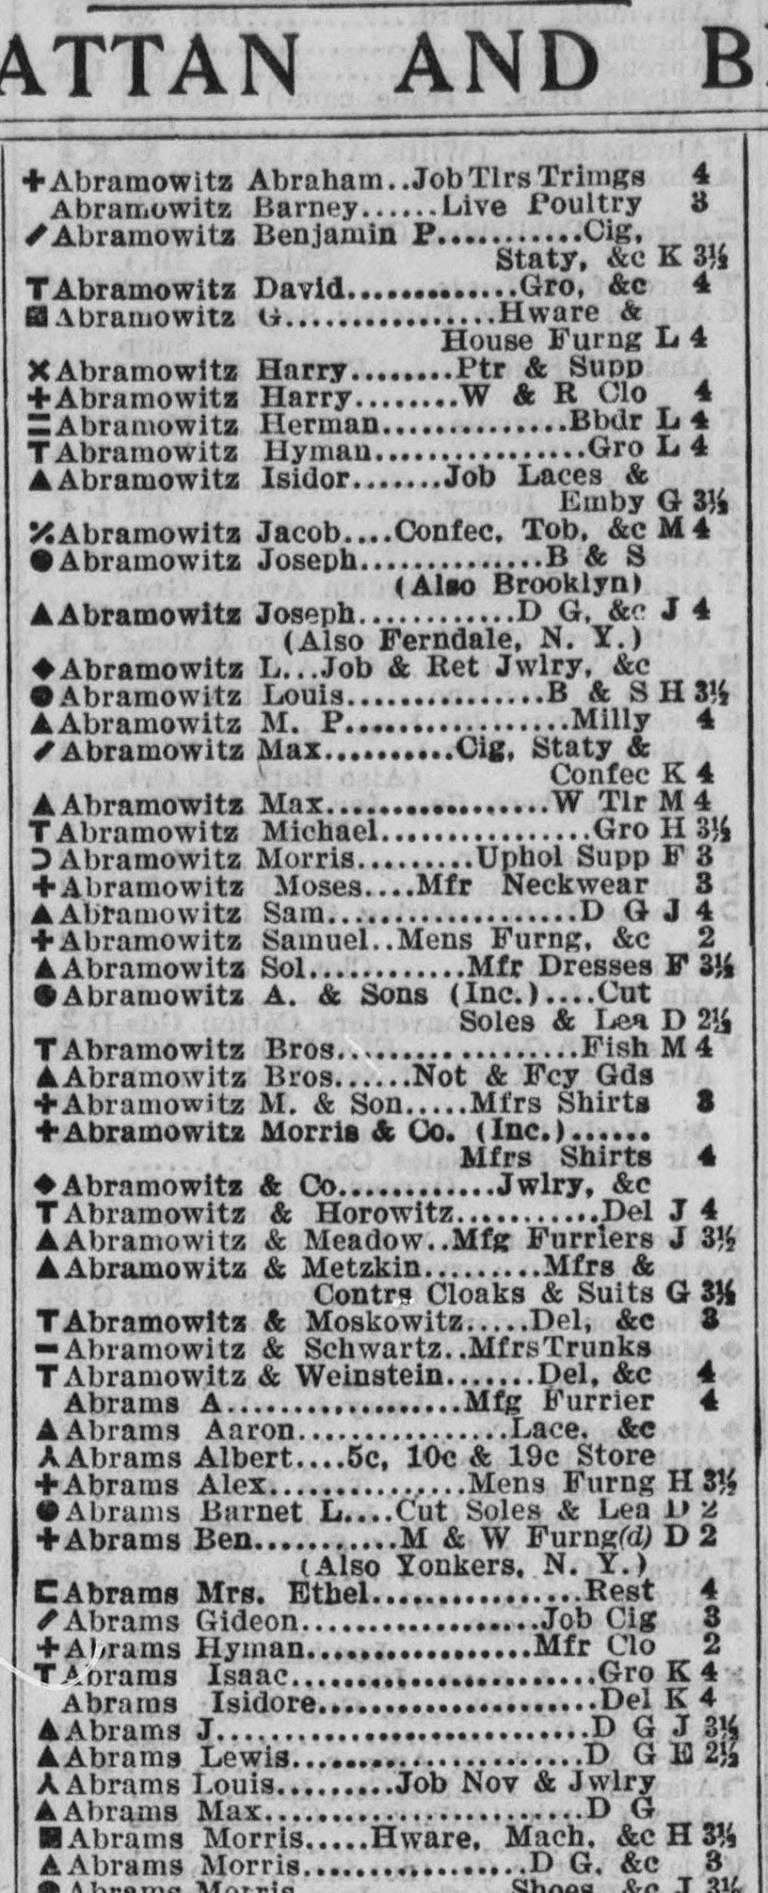 ATTAN AND B
✚Abramowitz Abraham..Job Tlrs Trimgs 4
Abramowitz Barney......Live Poultry 3
Abramowitz Benjamin P...........Cig,
Staty, &c K 3½
TAbramowitz David.............Gro, &c 4
Abramowitz G.................Hware &
House Furng L 4
✕Abramowitz Harry........Ptr & Supp
✚Abramowitz Harry........W & R Clo 4
=Abramowitz Herman..............Bbdr L 4
TAbramowitz Hyman................Gro L 4
▲Abramowitz Isidor.......Job Laces &
Emby G 3½
Abramowitz Jacob....Confec, Tob, &c M 4
●Abramowitz Joseph..............B & S
(Also Brooklyn)
▲Abramowitz Joseph............D G, &c J 4
(Also Ferndale, N. Y.)
◆Abramowitz L...Job & Ret Jwlry, &c
●Abramowitz Louis...............B & S H 3½
▲Abramowitz M. P.................Milly 4
Abramowitz Max..........Cig, Staty &
Confec K 4
▲Abramowitz Max.................W Tlr M 4
TAbramowitz Michael................Gro H 3½
Abramowitz Morris.........Uphol Supp F 3
✚Abramowitz Moses....Mfr Neckwear 3
▲Abramowitz Sam...................D G J 4
✚Abramowitz Samuel..Mens Furng, &c 2
▲Abramowitz Sol............Mfr Dresses F 3½
●Abramowitz A. & Sons (Inc.)....Cut
Soles & Lea D 2½
TAbramowitz Bros..................Fish M 4
▲Abramowitz Bros......Not & Fcy Gds
✚Abramowitz M. & Son.....Mfrs Shirts 3
✚Abramowitz Morris & Co. (Inc.)......
Mfrs Shirts 4
◆Abramowitz & Co............Jwlry, &c
TAbramowitz & Horowitz...........Del J 4
▲Abramowitz & Meadow..Mfg Furriers J 3½
▲Abramowitz & Metzkin.........Mfrs &
Contrs Cloaks & Suits G 3½
TAbramowitz & Moskowitz.....Del, &c 3
━Abramowitz & Schwartz..Mfrs Trunks
TAbramowitz & Weinstein.......Del, &c 4
Abrams A..................Mfg Furrier 4
▲Abrams Aaron................Lace, &c
Abrams Albert....5c, 10c & 19c Store
✚Abrams Alex...............Mens Furng H 3½
●Abrams Barnet L....Cut Soles & Lea D 2
✚Abrams Ben...........M & W Furng(d) D 2
(Also Yonkers, N. Y.)
Abrams Mrs. Ethel................Rest 4
Abrams Gideon..................Job Cig 3
✚Abrams Hyman.................Mfr Clo 2
TAbrams Isaac.......................Gro K 4
Abrams Isidore.....................Del K 4
▲Abrams J............................D G J 3½
▲Abrams Lewis......................D G E 2½
Abrams Louis.........Job Nov & Jwlry
▲Abrams Max........................D G
Abrams Morris.....Hware, Mach, &c H 3½
▲Abrams Morris.................D G, &c 3
Abrams Morris Shoes, &c J 3½